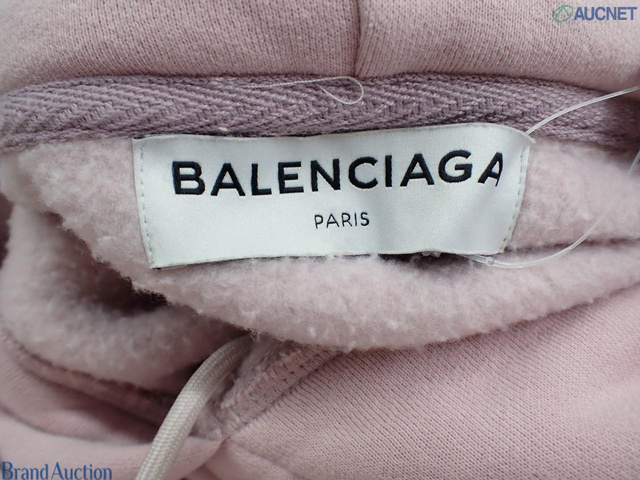 AUCNET
BALENCIAGA
PARIS
Brand Auction